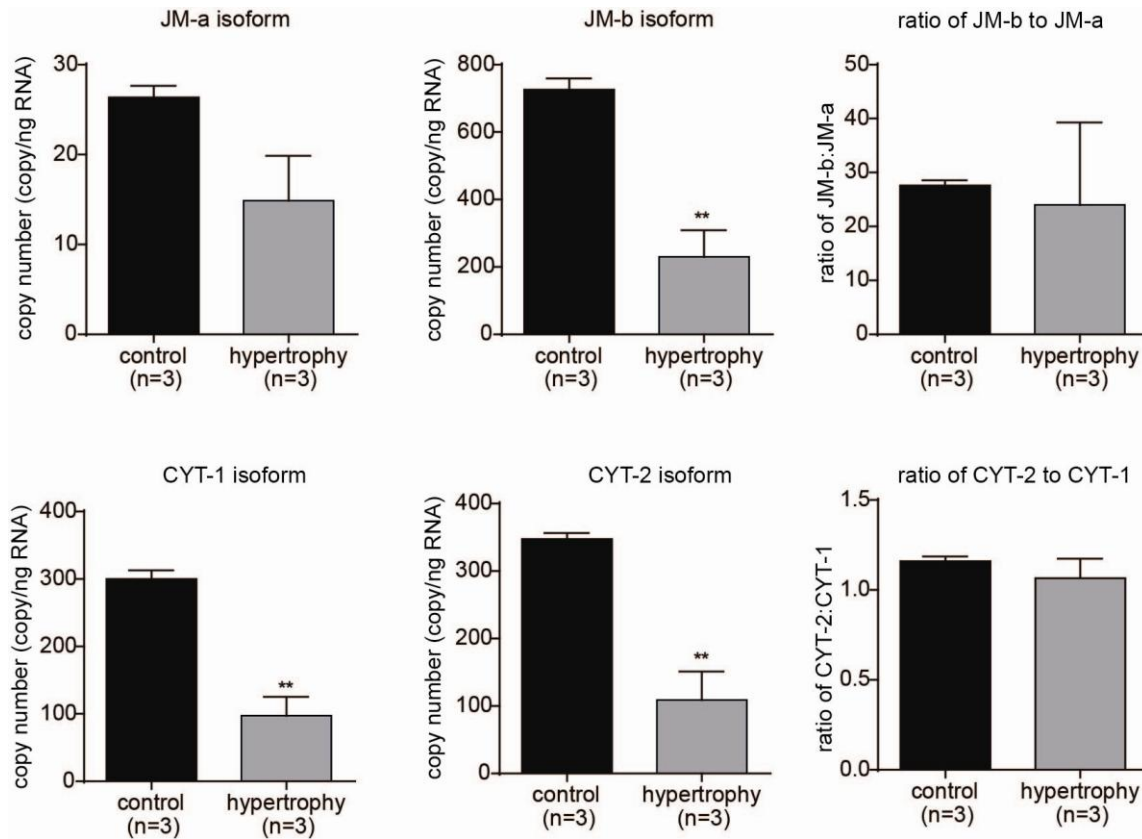 JM-a isoform
copy number (copy/ng RNA)
30
20
10
0
control
(n=3)
hypertrophy
(n=3)
JM-b isoform
copy number (copy/ng RNA)
800
600
400
200
0
**
control
(n=3)
hypertrophy
(n=3)
ratio of JM-b to JM-a
ratio of JM-b:JM-a
50
40
30
20
10
0
control
(n=3)
hypertrophy
(n=3)
CYT-1 isoform
copy number (copy/ng RNA)
400
300
200
100
0
**
control
(n=3)
hypertrophy
(n=3)
CYT-2 isoform
copy number (copy/ng RNA)
400
300
200
100
0
**
control
(n=3)
hypertrophy
(n=3)
ratio of CYT-2 to CYT-1
ratio of CYT-2:CYT-1
1.5
1.0
0.5
0.0
control
(n=3)
hypertrophy
(n=3)